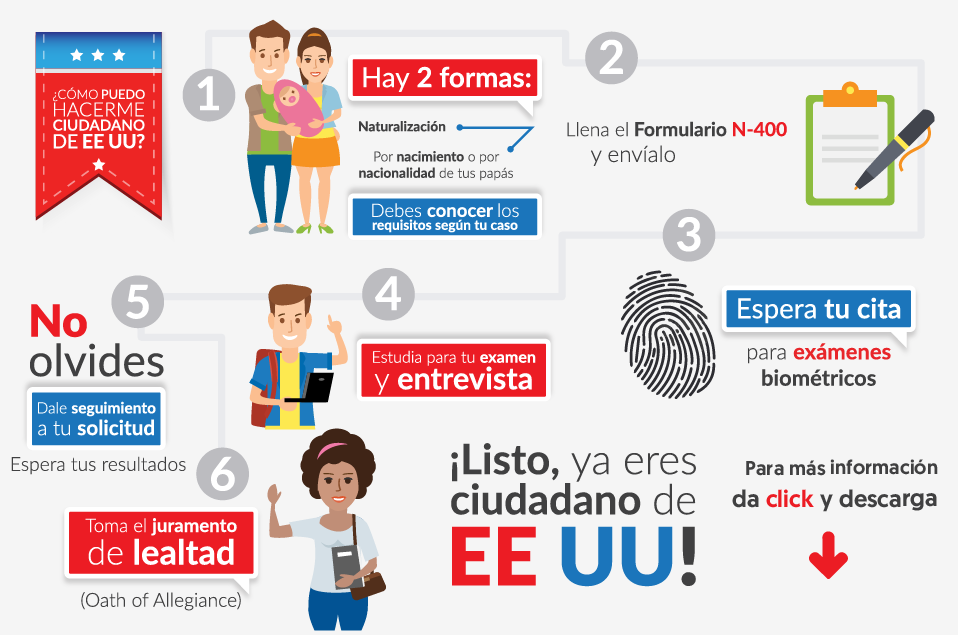 ¿CÓMO PUEDO
HACERME
CIUDADANO
DE EE UU?
1
Hay 2 formas:
Naturalización
Por nacimiento o por
nacionalidad de tus papás
Debes conocer los
requisitos según tu caso
2
Llena el Formulario N-400
y envíalo
3
Espera tu cita
para exámenes
biométricos
4
Estudia para tu examen
y entrevista
5
No
olvides
Dale seguimiento
a tu solicitud
Espera tus resultados
6
Toma el juramento
de lealtad
(Oath of Allegiance)
¡Listo, ya eres
ciudadano de
EE UU!
Para más información
da click y descarga